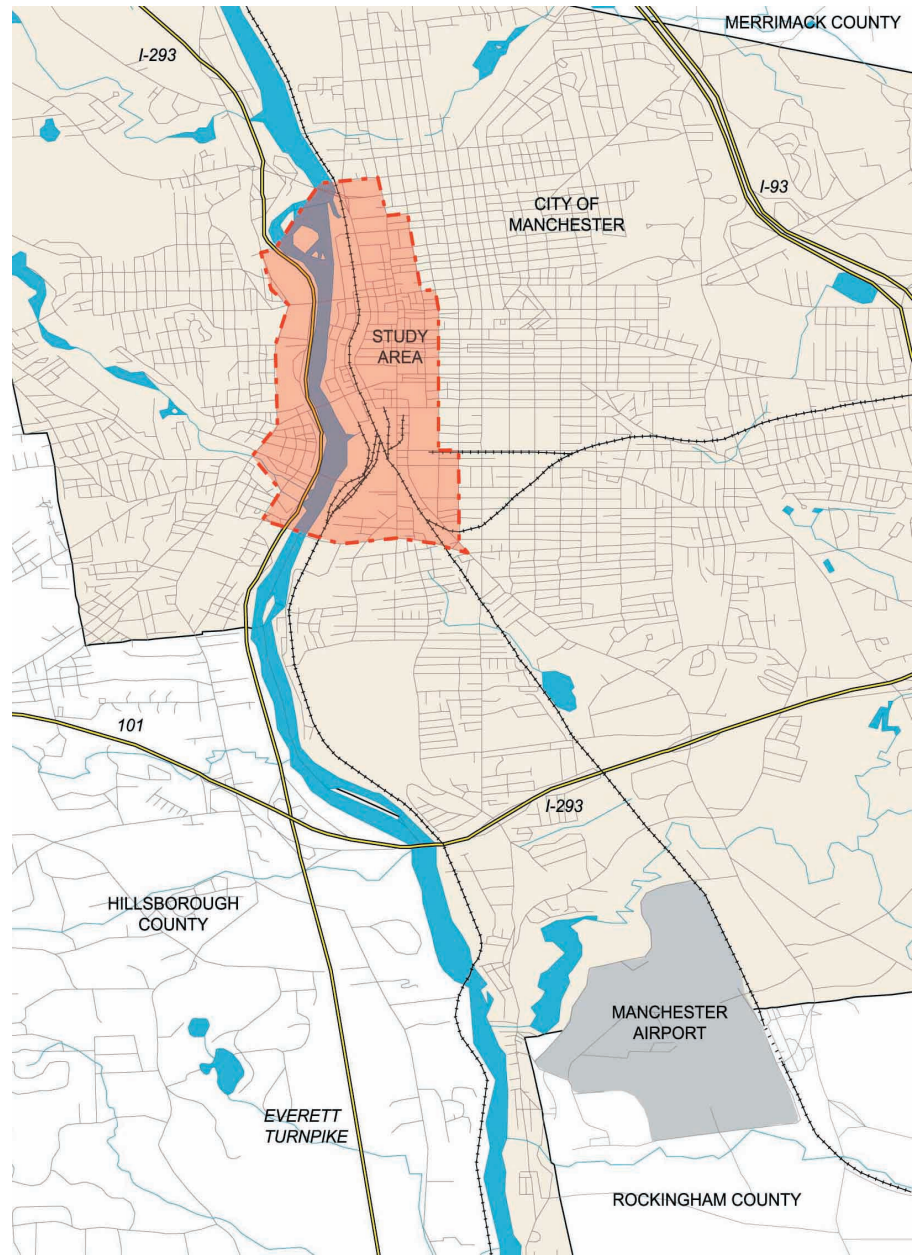 MERRIMACK COUNTY
I-293
I-93
CITY OF
MANCHESTER
STUDY
AREA
101
I-293
HILLSBOROUGH
COUNTY
MANCHESTER
AIRPORT
EVERETT
TURNPIKE
ROCKINGHAM COUNTY